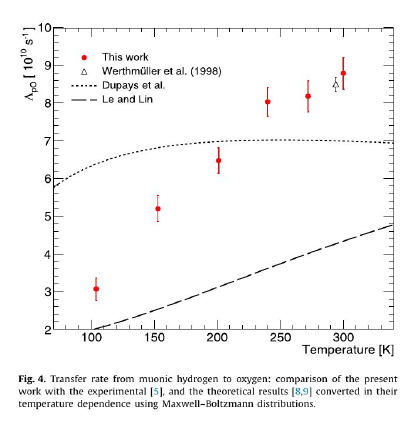 10
9
8
7
6
5
4
3
2
Λp0 [ 10¹⁰ s⁻¹]
This work
Werthmüller et al. (1998)
Dupays et al.
Le and Lin
100
150
200
250
300
Temperature [K]
Fig. 4. Transfer rate from muonic hydrogen to oxygen: comparison of the present
work with the experimental [5], and the theoretical results [8,9] converted in their
temperature dependence using Maxwell–Boltzmann distributions.